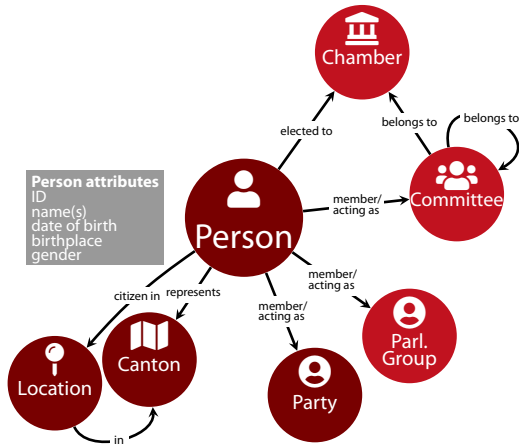 Chamber
elected to
belongs to
belongs to
Person attributes
ID
name(s)
date of birth
birthplace
gender
Person
member/
acting as
Committee
citizen in
represents
member/
acting as
member/
acting as
Location
Canton
in
Party
Parl.
Group